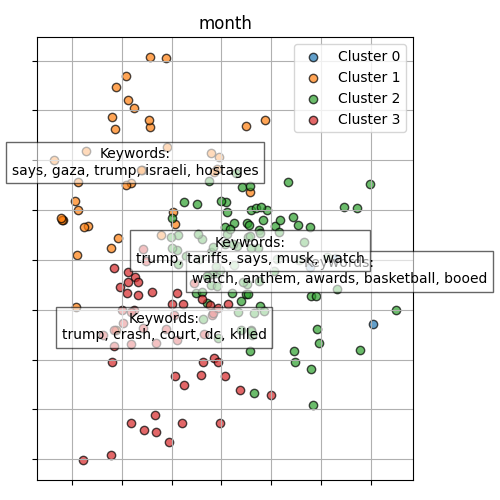 month
Cluster 0
Cluster 1
Cluster 2
Cluster 3
Keywords:
says, gaza, trump, israeli, hostages
Keywords:
trump, tariffs, says, musk, watch
Keywords:
watch, anthem, awards, basketball, booed
Keywords:
trump, crash, court, dc, killed